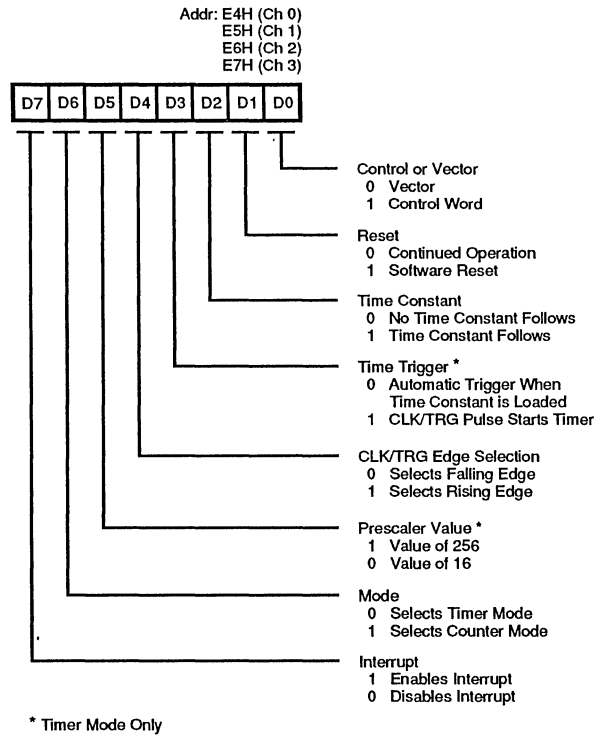 Addr: E4H (Ch 0)
E5H (Ch 1)
E6H (Ch 2)
E7H (Ch 3)
D7 D6 D5 D4 D3 D2 D1 D0
Control or Vector
0 Vector
1 Control Word
Reset
0 Continued Operation
1 Software Reset
Time Constant
0 No Time Constant Follows
1 Time Constant Follows
Time Trigger *
0 Automatic Trigger When
Time Constant is Loaded
1 CLK/TRG Pulse Starts Timer
CLK/TRG Edge Selection
0 Selects Falling Edge
1 Selects Rising Edge
Prescaler Value *
1 Value of 256
0 Value of 16
Mode
0 Selects Timer Mode
1 Selects Counter Mode
Interrupt
1 Enables Interrupt
0 Disables Interrupt
* Timer Mode Only